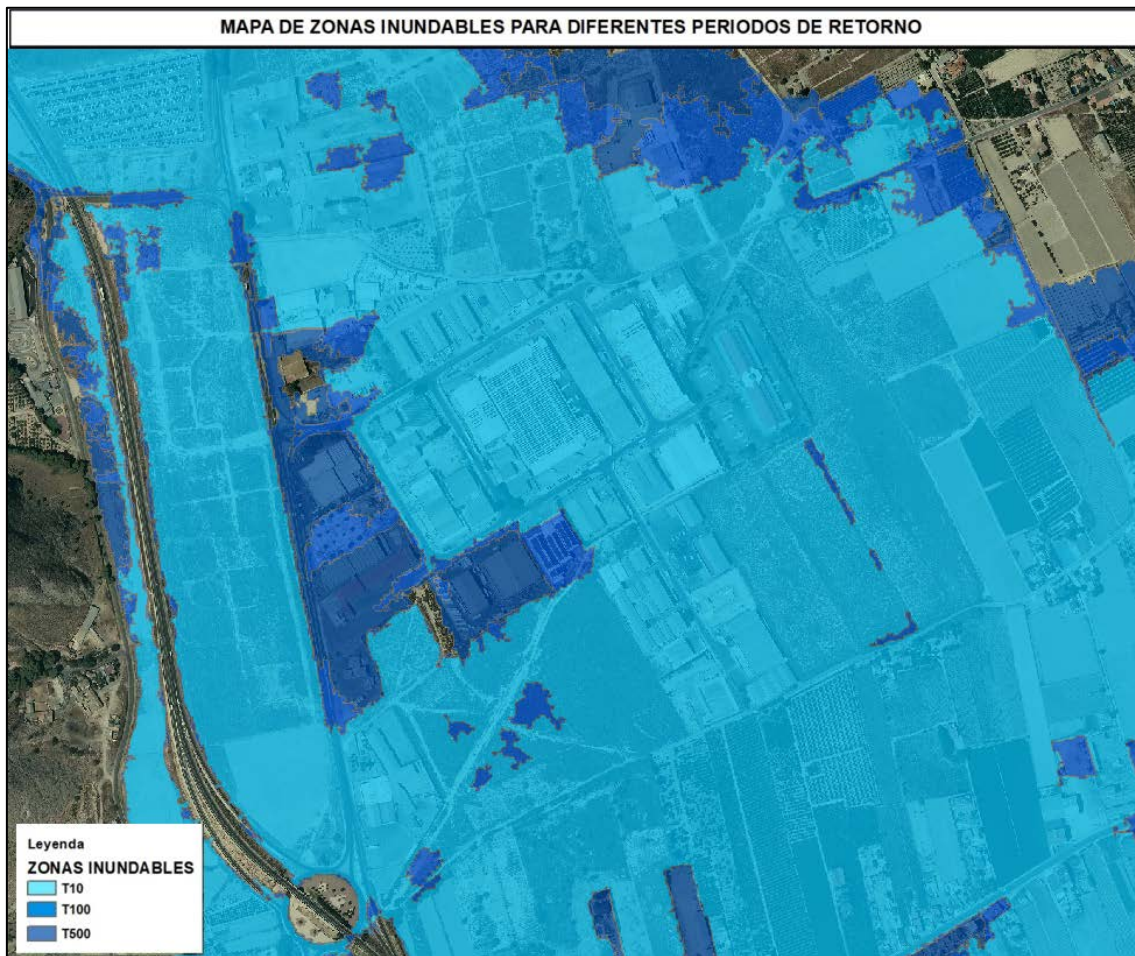 MAPA DE ZONAS INUNDABLES PARA DIFERENTES PERIODOS DE RETORNO
Leyenda
ZONAS INUNDABLES
T10
T100
T500